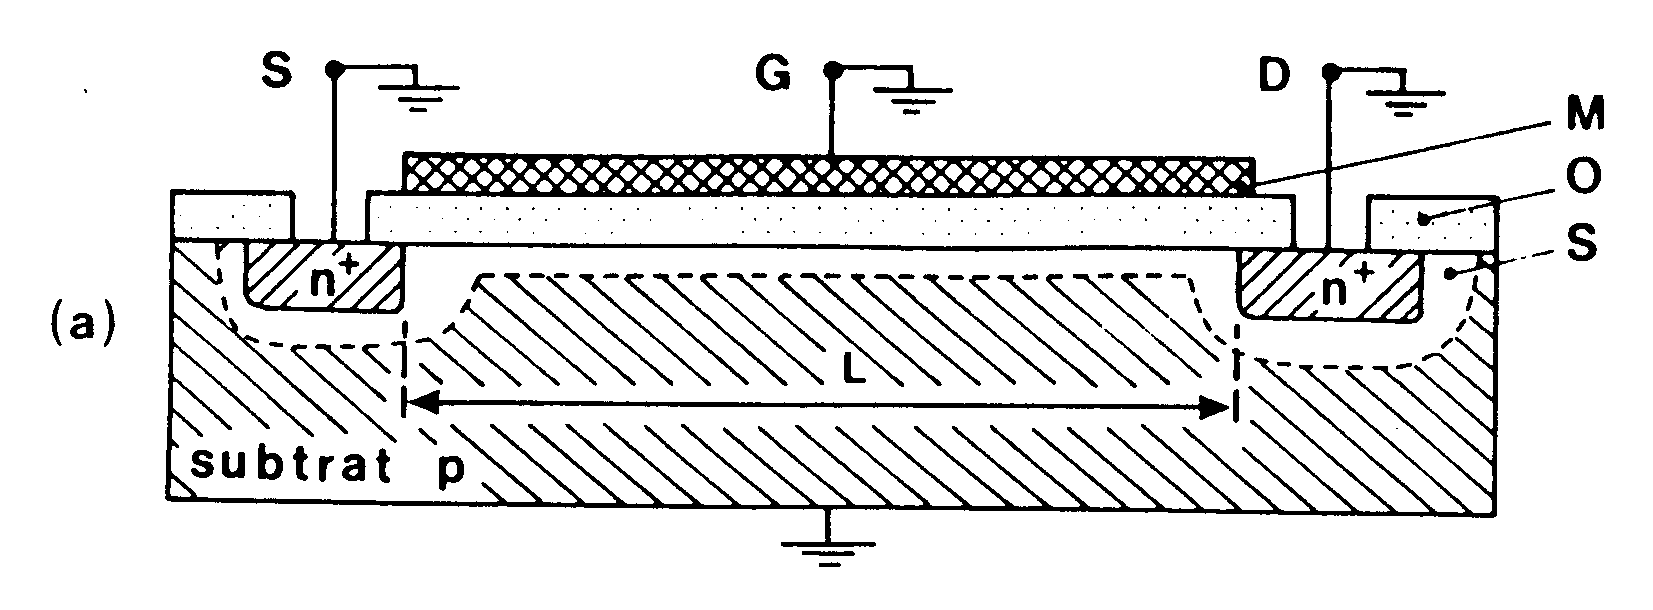 S G D
M
O
S
n+ n+
(a)
L
subtrat p